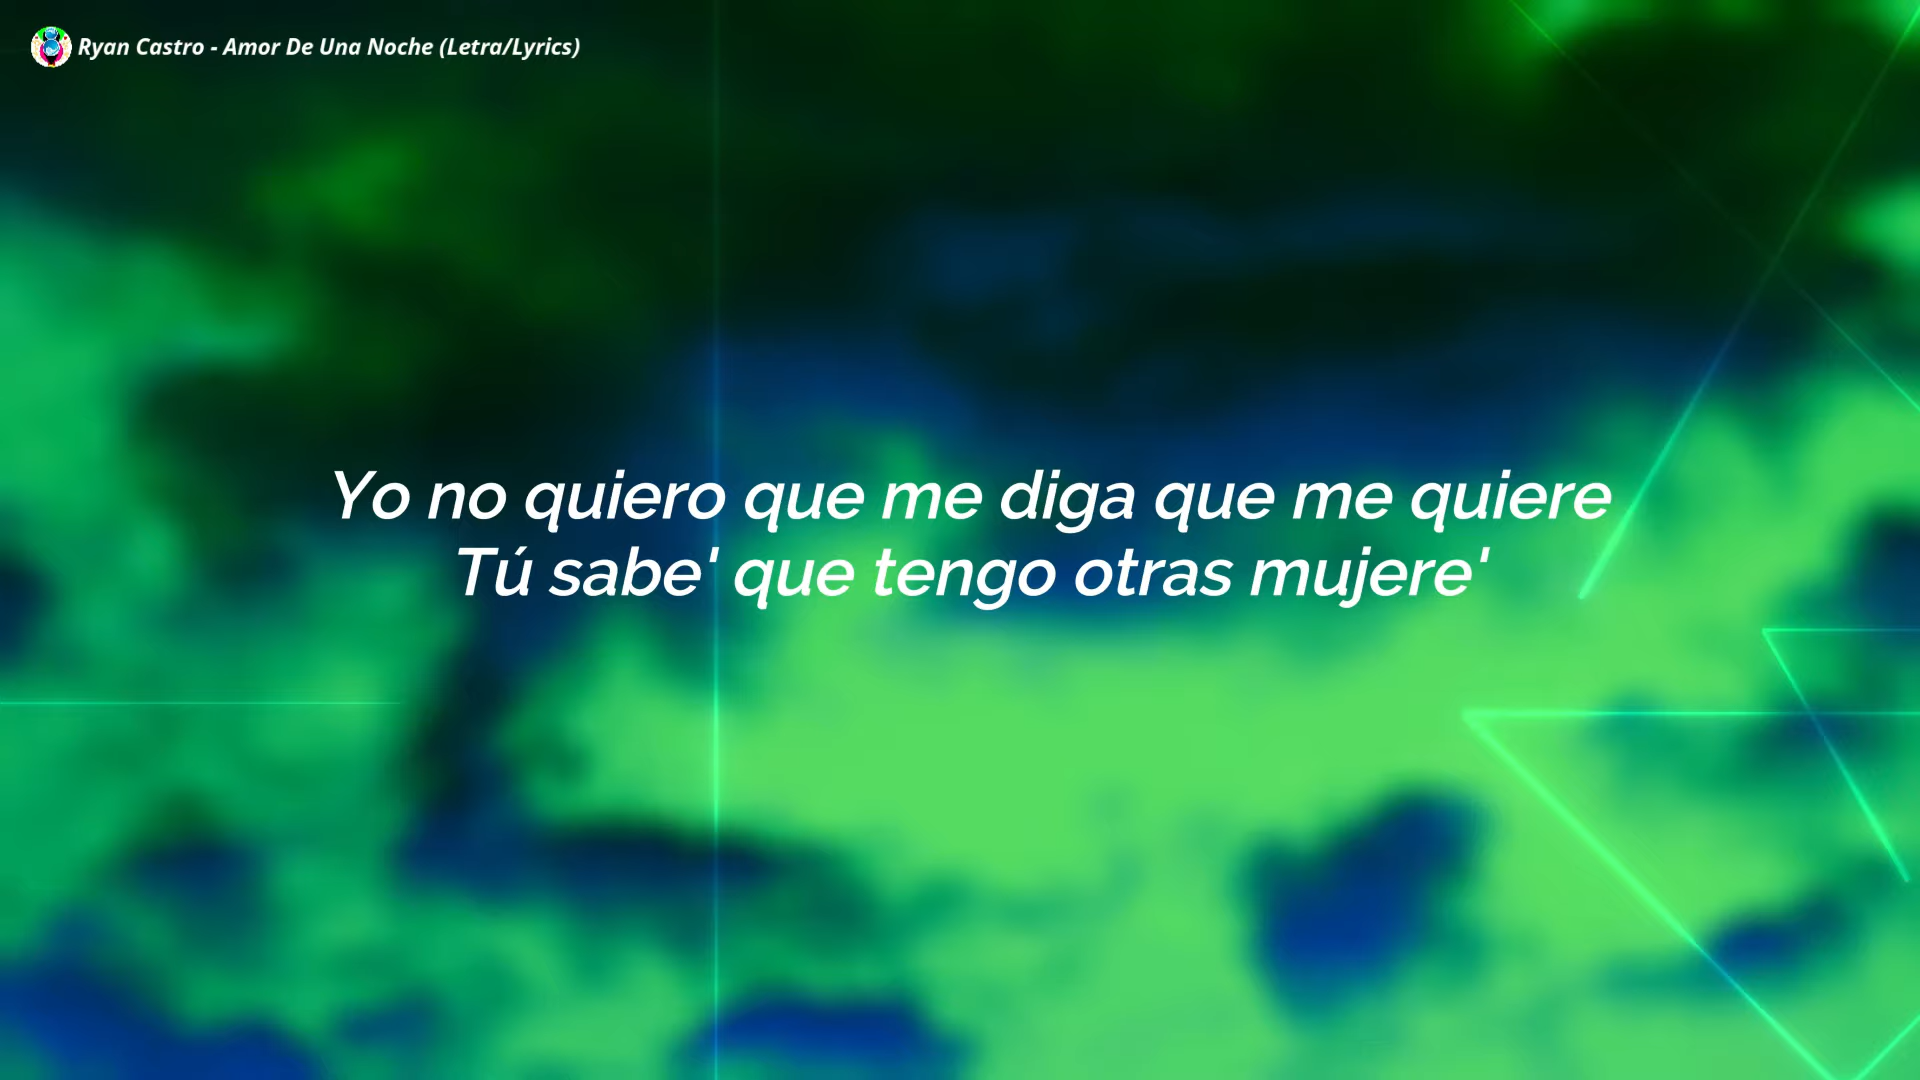 Ryan Castro - Amor De Una Noche (Letra/Lyrics)
Yo no quiero que me diga que me quiere
Tú sabe' que tengo otras mujere'